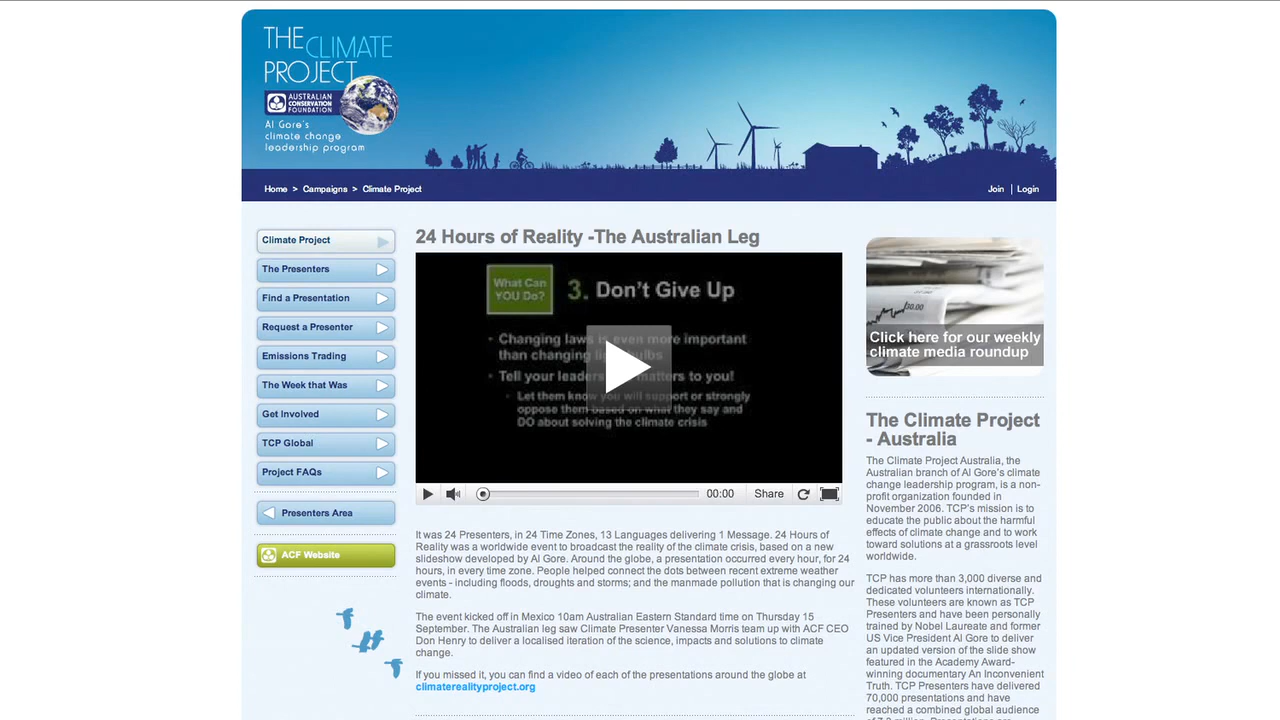 THE CLIMATE
PROJECT
AUSTRALIAN
CONSERVATION
FOUNDATION
Al Gore's
climate change
leadership program
Home > Campaigns > Climate Project
Join | Login
Climate Project
The Presenters
Find a Presentation
Request a Presenter
Emissions Trading
The Week that Was
Get Involved
TCP Global
Project FAQs
Presenters Area
ACF Website
24 Hours of Reality -The Australian Leg
What Can
YOU Do?
3. Don't Give Up
• Changing laws is even more important
than changing bulbs
• Tell your leaders matters to you!
• Let them know you will support or strongly
oppose them based on what they say and
DO about solving the climate crisis
00:00
Share
It was 24 Presenters, in 24 Time Zones, 13 Languages delivering 1 Message. 24 Hours of
Reality was a worldwide event to broadcast the reality of the climate crisis, based on a new
slideshow developed by Al Gore. Around the globe, a presentation occurred every hour, for 24
hours, in every time zone. People helped connect the dots between recent extreme weather
events - including floods, droughts and storms; and the manmade pollution that is changing our
climate.
The event kicked off in Mexico 10am Australian Eastern Standard time on Thursday 15
September. The Australian leg saw Climate Presenter Vanessa Morris team up with ACF CEO
Don Henry to deliver a localised iteration of the science, impacts and solutions to climate
change.
If you missed it, you can find a video of each of the presentations around the globe at
climaterealityproject.org
30.00
Click here for our weekly
climate media roundup
The Climate Project
- Australia
The Climate Project Australia, the
Australian branch of Al Gore's climate
change leadership program, is a non-
profit organization founded in
November 2006. TCP's mission is to
educate the public about the harmful
effects of climate change and to work
toward solutions at a grassroots level
worldwide.
TCP has more than 3,000 diverse and
dedicated volunteers internationally.
These volunteers are known as TCP
Presenters and have been personally
trained by Nobel Laureate and former
US Vice President Al Gore to deliver
an updated version of the slide show
featured in the Academy Award-
winning documentary An Inconvenient
Truth. TCP Presenters have delivered
70,000 presentations and have
reached a combined global audience